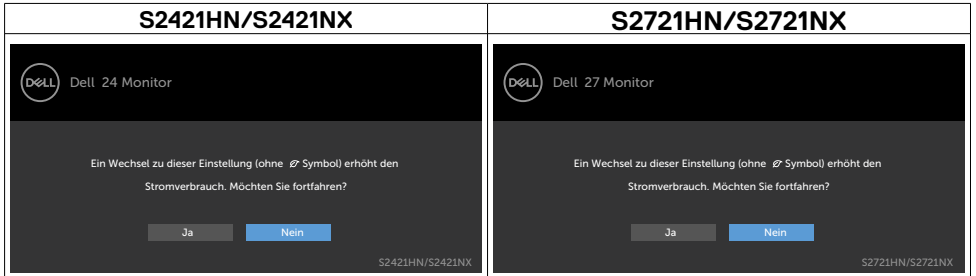 S2421HN/S2421NX
S2721HN/S2721NX
DELL
Dell 24 Monitor
Ein Wechsel zu dieser Einstellung (ohne Symbol) erhöht den
Stromverbrauch. Möchten Sie fortfahren?
Ja
Nein
S2421HN/S2421NX
DELL
Dell 27 Monitor
Ein Wechsel zu dieser Einstellung (ohne Symbol) erhöht den
Stromverbrauch. Möchten Sie fortfahren?
Ja
Nein
S2721HN/S2721NX